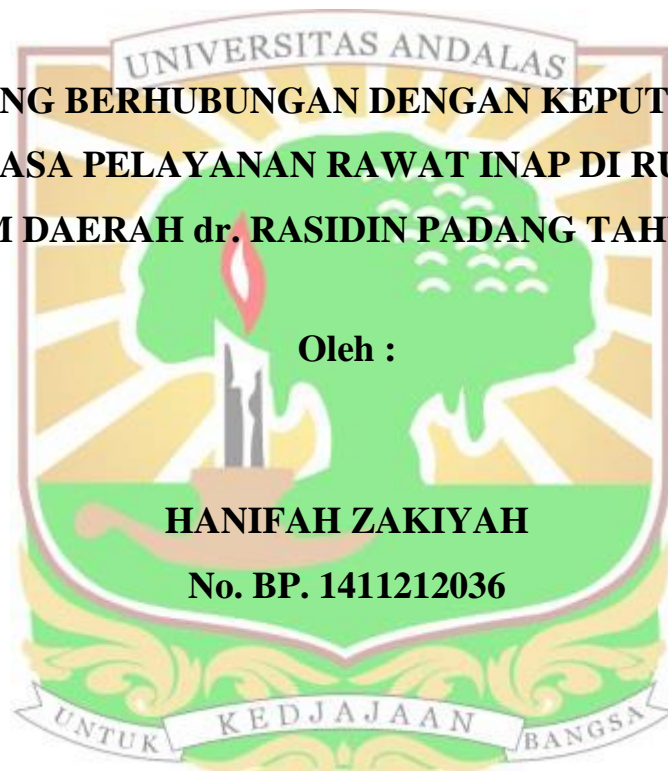 UNIVERSITAS ANDALAS
NG BERHUBUNGAN DENGAN KEPUT
ASA PELAYANAN RAWAT INAP DI RU
M DAERAH dr. RASIDIN PADANG TAH
Oleh :
HANIFAH ZAKIYAH
No. BP. 1411212036
UNTUK KEDJAJAAN BANGSA